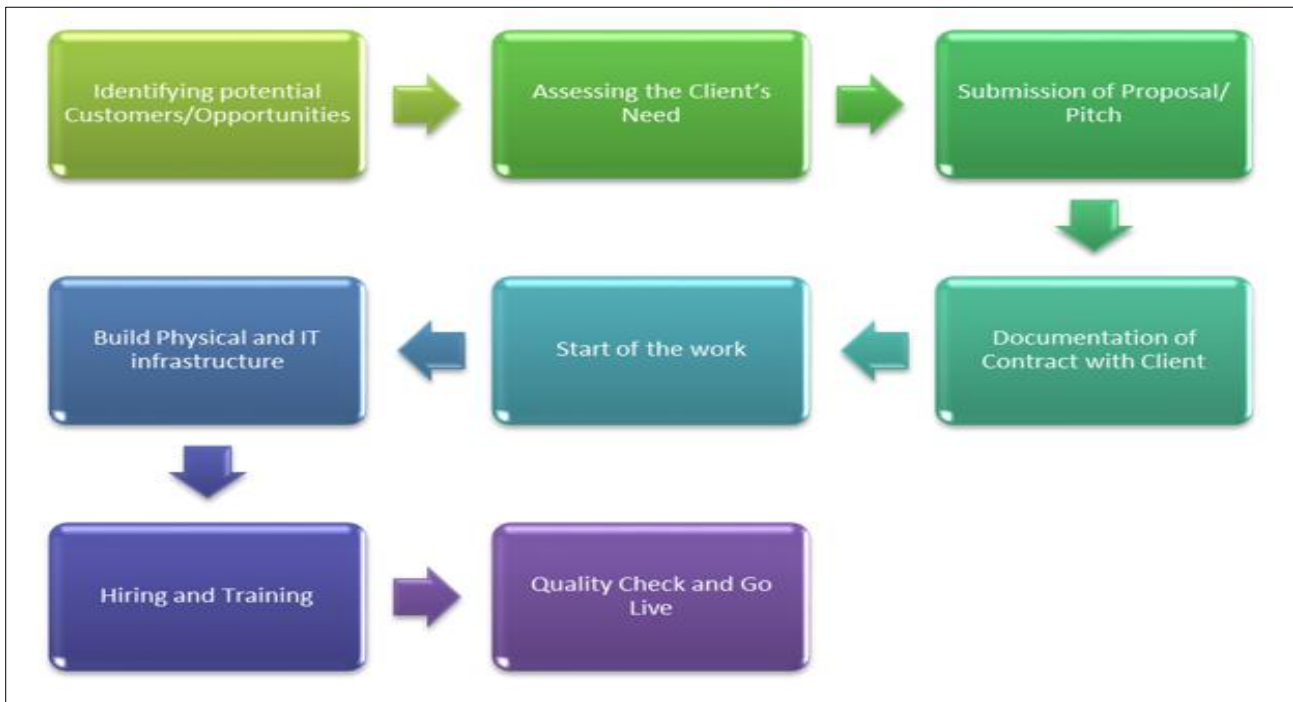 Identifying potential
Customers/Opportunities
Assessing the Client’s
Need
Submission of Proposal/
Pitch
Documentation of
Contract with Client
Start of the work
Build Physical and IT
infrastructure
Hiring and Training
Quality Check and Go
Live